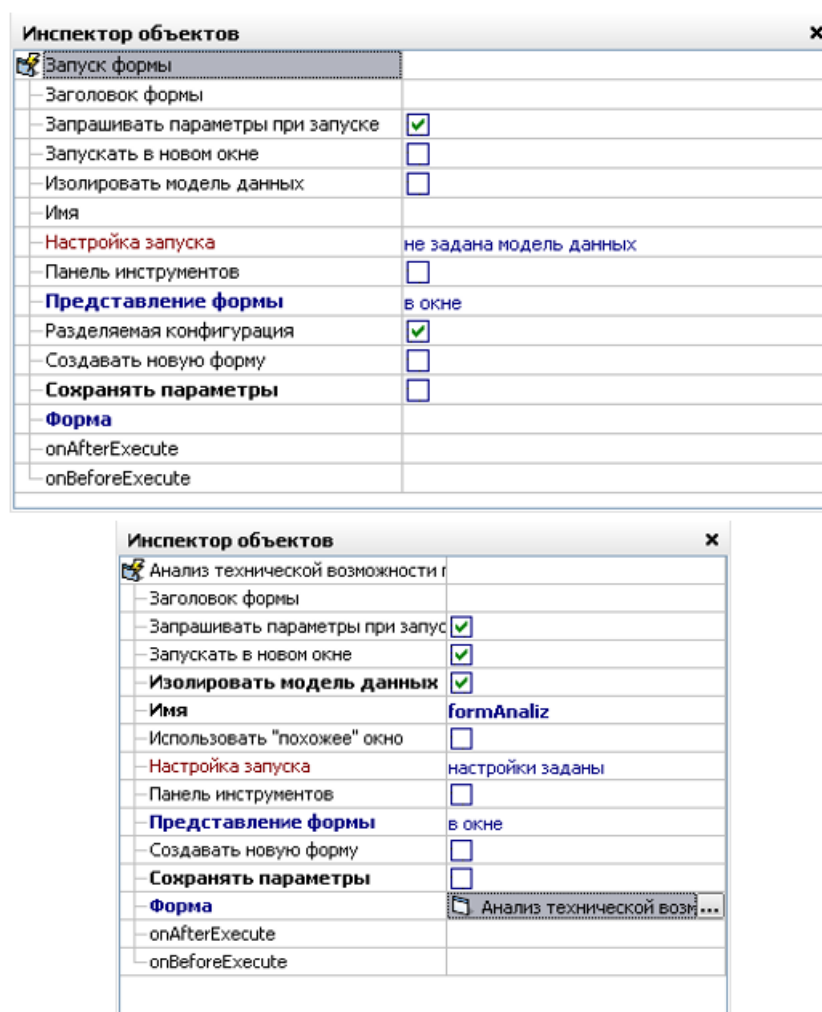 Инспектор объектов
Запуск формы
Заголовок формы
Запрашивать параметры при запуске
Запускать в новом окне
Изолировать модель данных
Имя
Настройка запуска не задана модель данных
Панель инструментов
Представление формы в окне
Разделяемая конфигурация
Создавать новую форму
Сохранять параметры
Форма
onAfterExecute
onBeforeExecute
Инспектор объектов
Анализ технической возможности п
Заголовок формы
Запрашивать параметры при запус
Запускать в новом окне
Изолировать модель данных
Имя formAnaliz
Использовать "похожее" окно
Настройка запуска настройки заданы
Панель инструментов
Представление формы в окне
Создавать новую форму
Сохранять параметры
Форма Анализ технической возм...
onAfterExecute
onBeforeExecute